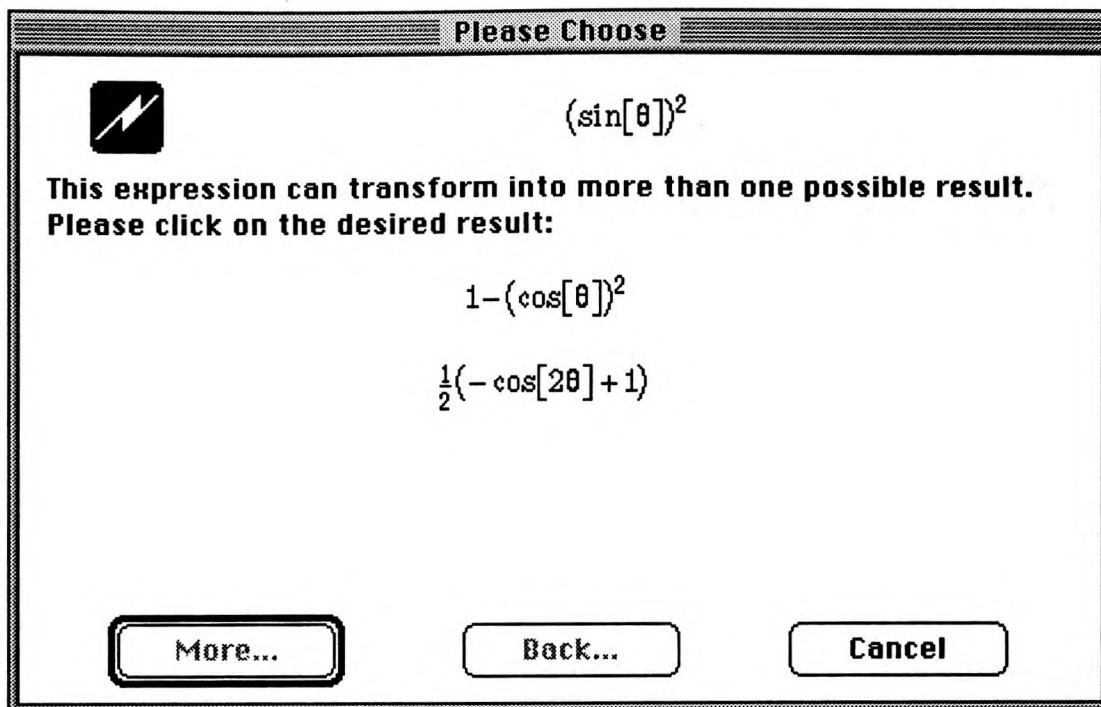 Please Choose
(sin[θ])²
This expression can transform into more than one possible result.
Please click on the desired result:
1−(cos[θ])²
½(−cos[2θ]+1)
More... Back... Cancel